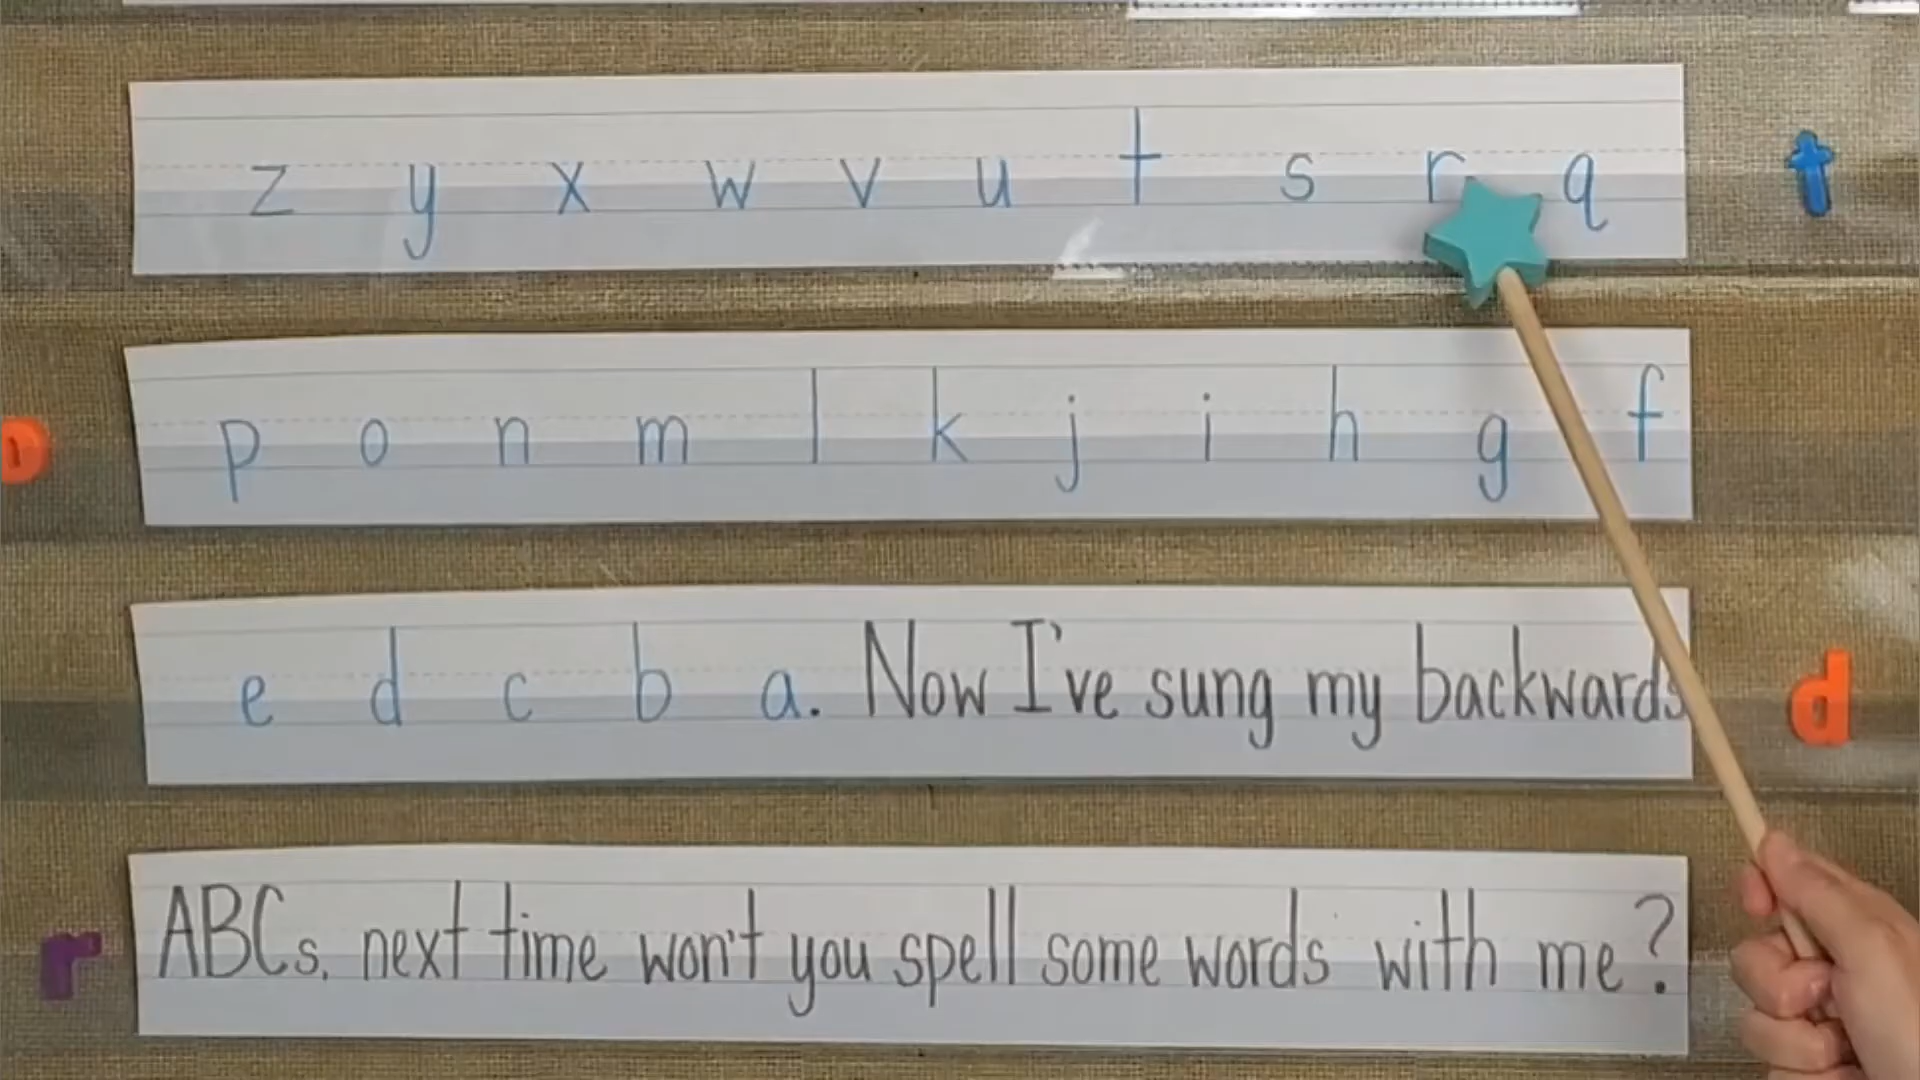 z y x w v u t s r q t
p o n m l k j i h g f
e d c b a. Now I've sung my backwards d
r ABCs, next time won't you spell some words with me?